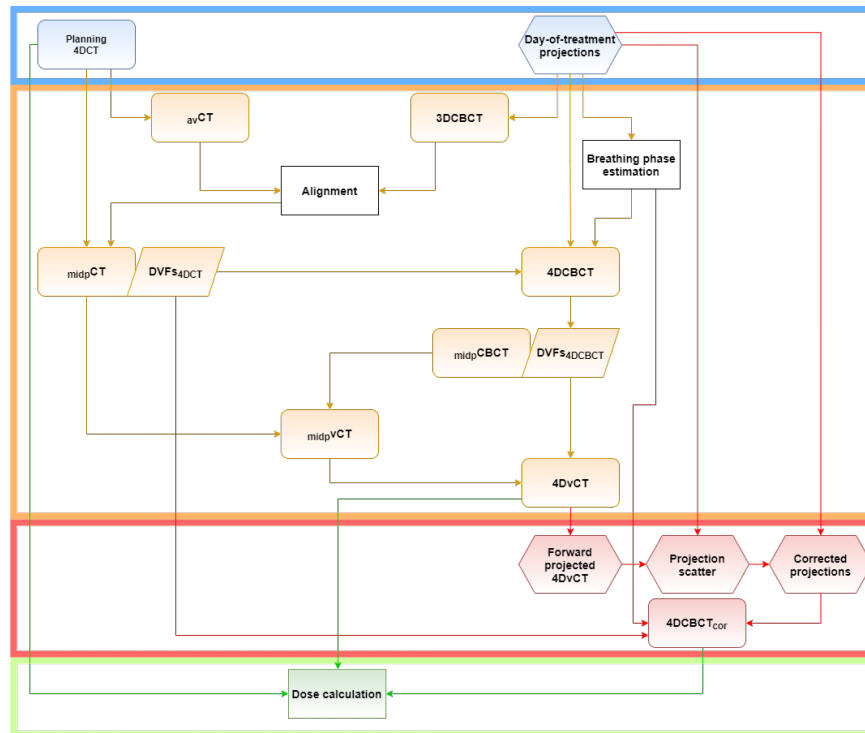 Planning
4DCT
Day-of-treatment
projections
avCT
3DCBCT
Breathing phase
estimation
Alignment
midpCT
DVFs4DCT
4DCBCT
midpCBCT
DVFs4DCBCT
midpvCT
4DvCT
Forward
projected
4DvCT
Projection
scatter
Corrected
projections
4DCBCTcor
Dose calculation